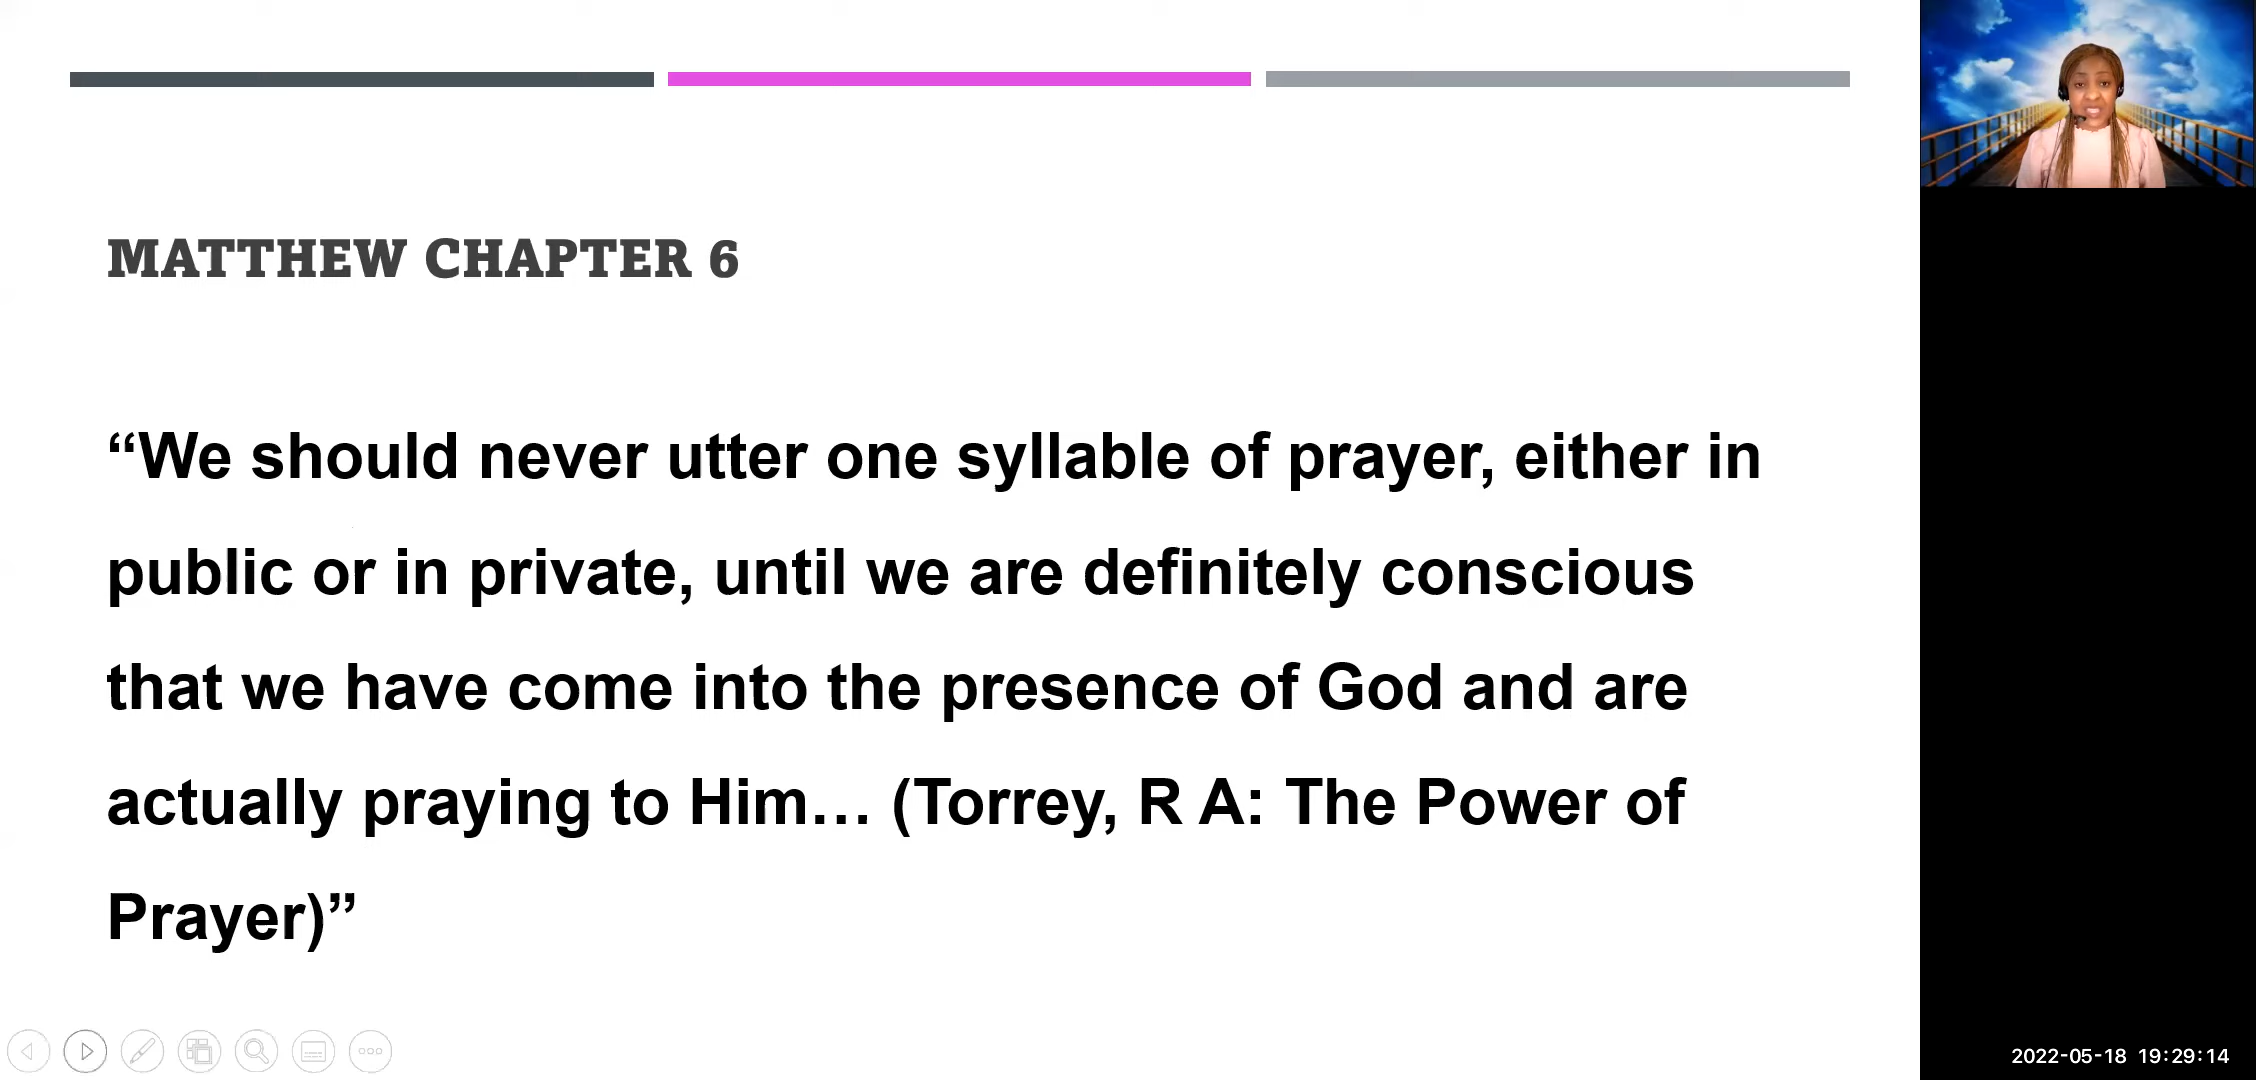 MATTHEW CHAPTER 6
“We should never utter one syllable of prayer, either in
public or in private, until we are definitely conscious
that we have come into the presence of God and are
actually praying to Him… (Torrey, R A: The Power of
Prayer)”
2022-05-18 19:29:14